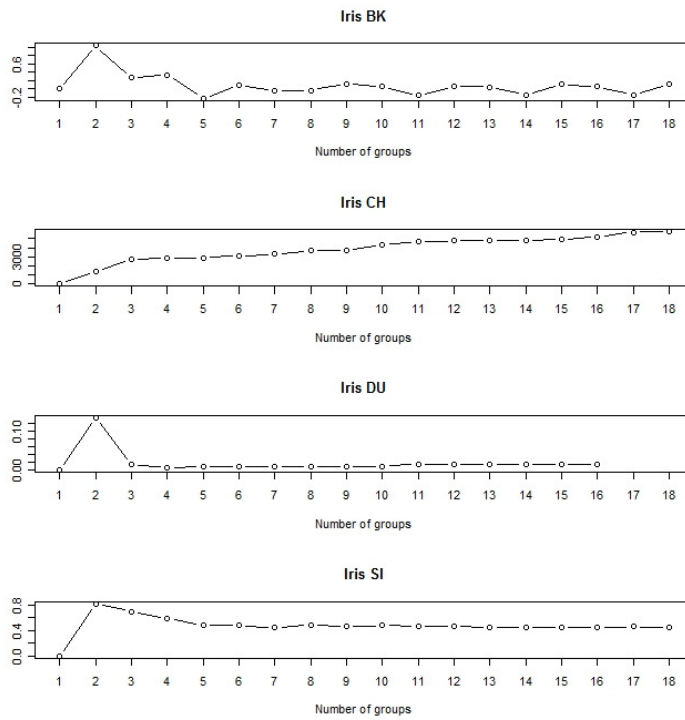 Iris BK
0.6
-0.2
1 2 3 4 5 6 7 8 9 10 11 12 13 14 15 16 17 18
Number of groups
Iris CH
3000
0
1 2 3 4 5 6 7 8 9 10 11 12 13 14 15 16 17 18
Number of groups
Iris DU
0.10
0.00
1 2 3 4 5 6 7 8 9 10 11 12 13 14 15 16 17 18
Number of groups
Iris SI
0.8
0.4
0.0
1 2 3 4 5 6 7 8 9 10 11 12 13 14 15 16 17 18
Number of groups